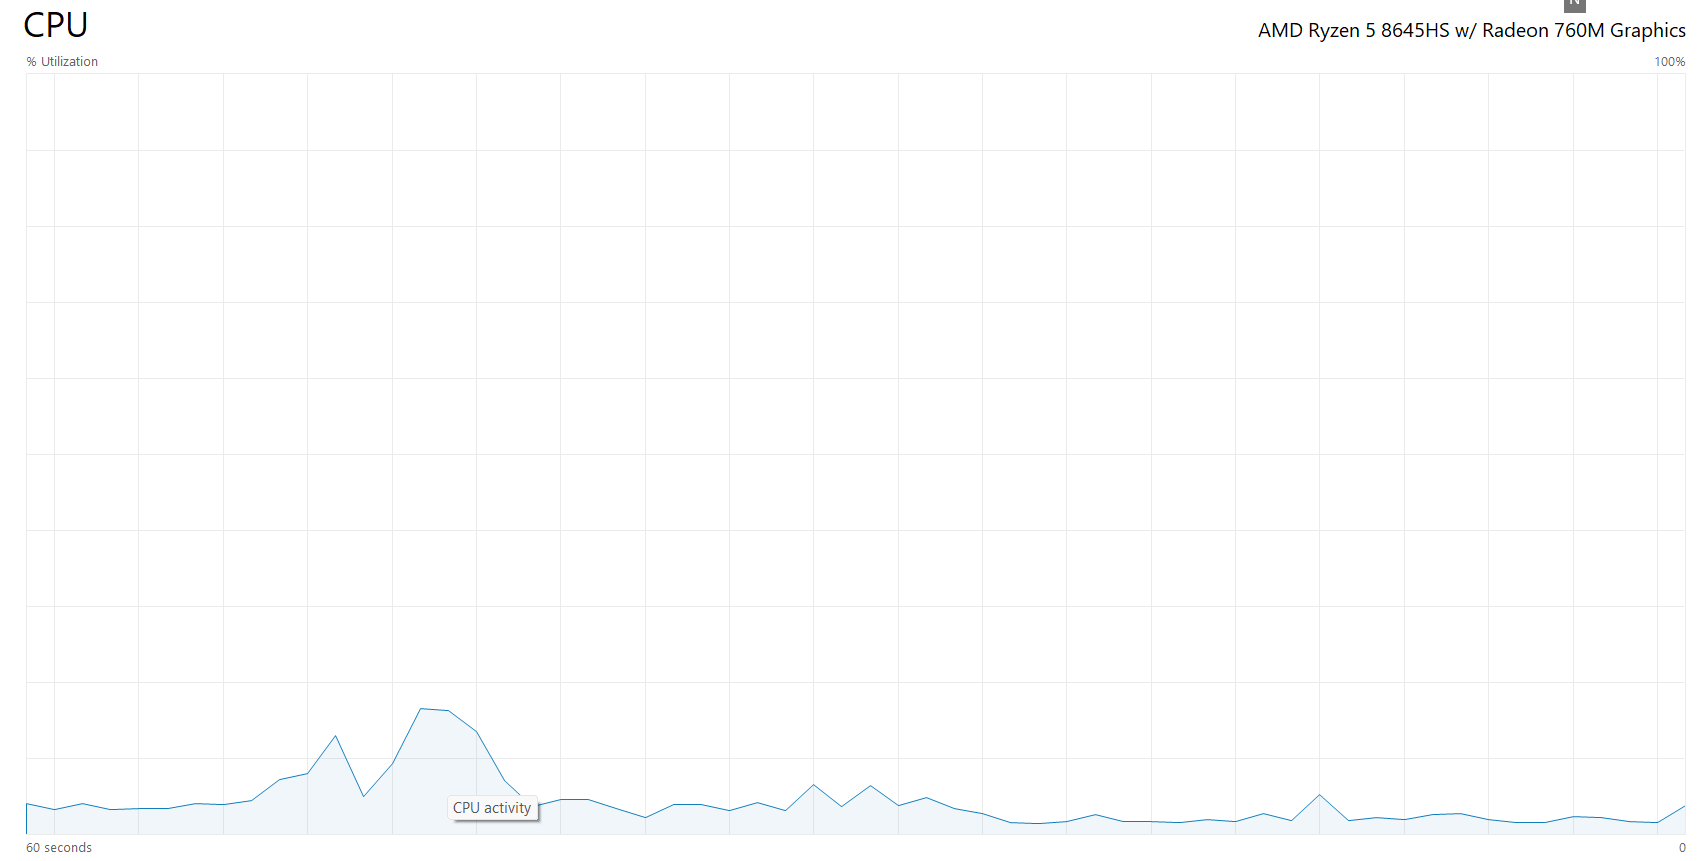 N
CPU
AMD Ryzen 5 8645HS w/ Radeon 760M Graphics
% Utilization
100%
CPU activity
60 seconds
0